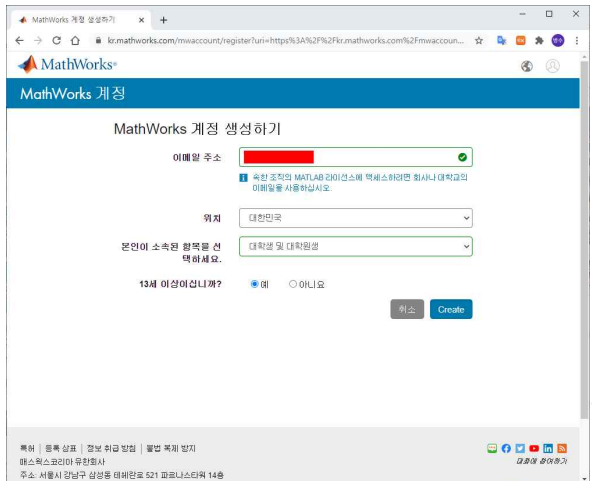 MathWorks 계정 생성하기
kr.mathworks.com/mwaccount/register?uri=https%3A%2F%2Fkr.mathworks.com%2Fmwaccoun...
MathWorks®
MathWorks 계정
MathWorks 계정 생성하기
이메일 주소
속한 조직의 MATLAB 라이선스에 액세스하려면 회사나 대학교의
이메일을 사용하십시오.
위치
대한민국
본인이 소속된 항목을 선
택하세요.
대학생 및 대학원생
13세 이상이십니까?
예
아니요
취소
Create
특허 | 등록 상표 | 정보 취급 방침 | 불법 복제 방지
매스웍스코리아 유한회사
주소: 서울시 강남구 삼성동 테헤란로 521 파르나스타워 14층
대화에 참여하기